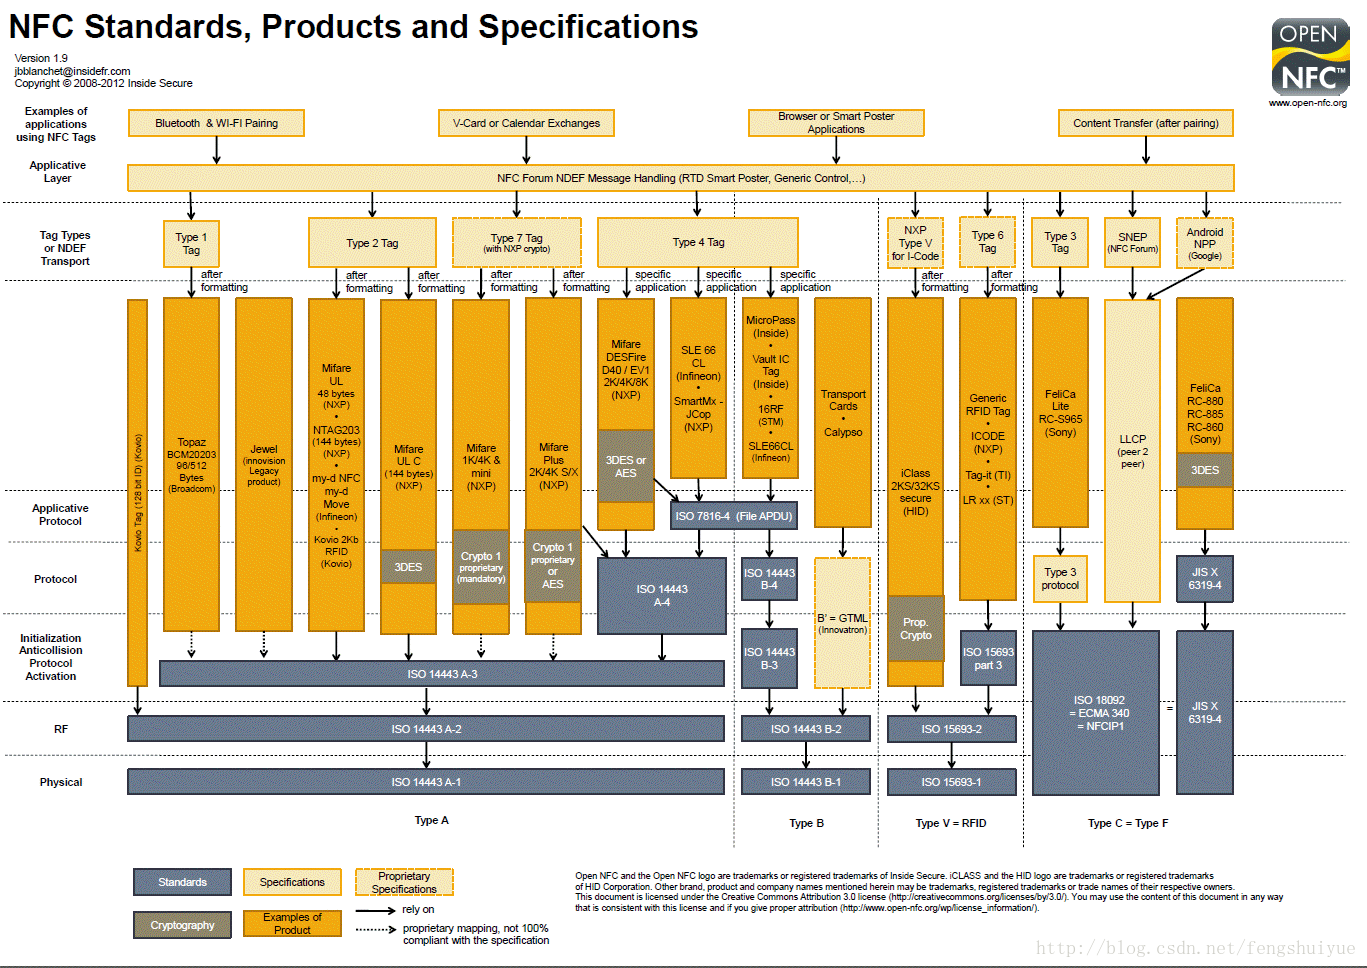 NFC Standards, Products and Specifications
Version 1.9
jbblanchet@insidefr.com
Copyright © 2008-2012 Inside Secure
OPEN
NFC™
www.open-nfc.org
Examples of
applications
using NFC Tags
Bluetooth & WI-FI Pairing
V-Card or Calendar Exchanges
Browser or Smart Poster
Applications
Content Transfer (after pairing)
Applicative
Layer
NFC Forum NDEF Message Handling (RTD Smart Poster, Generic Control,…)
Tag Types
or NDEF
Transport
Type 1
Tag
Type 2 Tag
Type 7 Tag
(with NXP crypto)
Type 4 Tag
NXP
Type V
for I-Code
Type 6
Tag
Type 3
Tag
SNEP
(NFC Forum)
Android
NPP
(Google)
after
formatting
after
formatting
after
formatting
after
formatting
after
formatting
specific
application
specific
application
specific
application
after
formatting
after
formatting
Kovio Tag (128 bit ID) (Kovio)
Topaz
BCM20203
96/512
Bytes
(Broadcom)
Jewel
(innovision
Legacy
product)
Mifare
UL
48 bytes
(NXP)
•
NTAG203
(144 bytes)
(NXP)
•
my-d NFC
my-d
Move
(Infineon)
•
Kovio 2Kb
RFID
(Kovio)
Mifare
UL C
(144 bytes)
(NXP)
3DES
Mifare
1K/4K &
mini
(NXP)
Crypto 1
proprietary
(mandatory)
Mifare
Plus
2K/4K S/X
(NXP)
Crypto 1
proprietary
or
AES
Mifare
DESFire
D40 / EV1
2K/4K/8K
(NXP)
3DES or
AES
SLE 66
CL
(Infineon)
•
SmartMx -
JCop
(NXP)
MicroPass
(Inside)
•
Vault IC
Tag
(Inside)
•
16RF
(STM)
•
SLE66CL
(Infineon)
Transport
Cards
•
Calypso
iClass
2KS/32KS
secure
(HID)
Prop.
Crypto
Generic
RFID Tag
•
ICODE
(NXP)
•
Tag-it (TI)
•
LR xx (ST)
FeliCa
Lite
RC-S965
(Sony)
LLCP
(peer 2
peer)
FeliCa
RC-880
RC-885
RC-860
(Sony)
3DES
Applicative
Protocol
ISO 7816-4 (File APDU)
Protocol
ISO 14443
A-4
ISO 14443
B-4
B' = GTML
(Innovatron)
Type 3
protocol
JIS X
6319-4
Initialization
Anticollision
Protocol
Activation
ISO 14443 A-3
ISO 14443
B-3
ISO 15693
part 3
ISO 18092
= ECMA 340
= NFCIP1
=
JIS X
6319-4
RF
ISO 14443 A-2
ISO 14443 B-2
ISO 15693-2
Physical
ISO 14443 A-1
ISO 14443 B-1
ISO 15693-1
Type A
Type B
Type V = RFID
Type C = Type F
Standards
Specifications
Proprietary
Specifications
Cryptography
Examples of
Product
rely on
proprietary mapping, not 100%
compliant with the specification
Open NFC and the Open NFC logo are trademarks or registered trademarks of Inside Secure. iCLASS and the HID logo are trademarks or registered trademarks
of HID Corporation. Other brand, product and company names mentioned herein may be trademarks, registered trademarks or trade names of their respective owners.
This document is licensed under the Creative Commons Attribution 3.0 license (http://creativecommons.org/licenses/by/3.0/). You may use the content of this document in any way
that is consistent with this license and if you give proper attribution (http://www.open-nfc.org/wp/license_information/).
http://blog.csdn.net/fengshuiyue